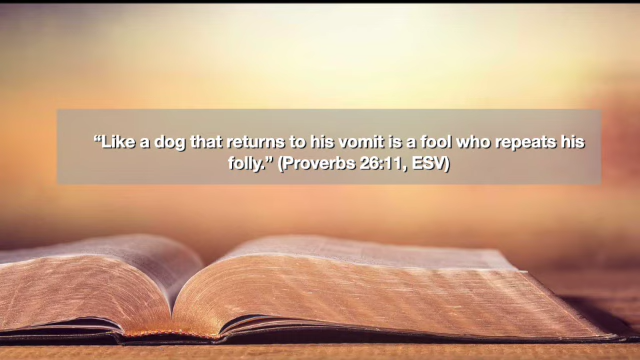 “Like a dog that returns to his vomit is a fool who repeats his
folly.” (Proverbs 26:11, ESV)